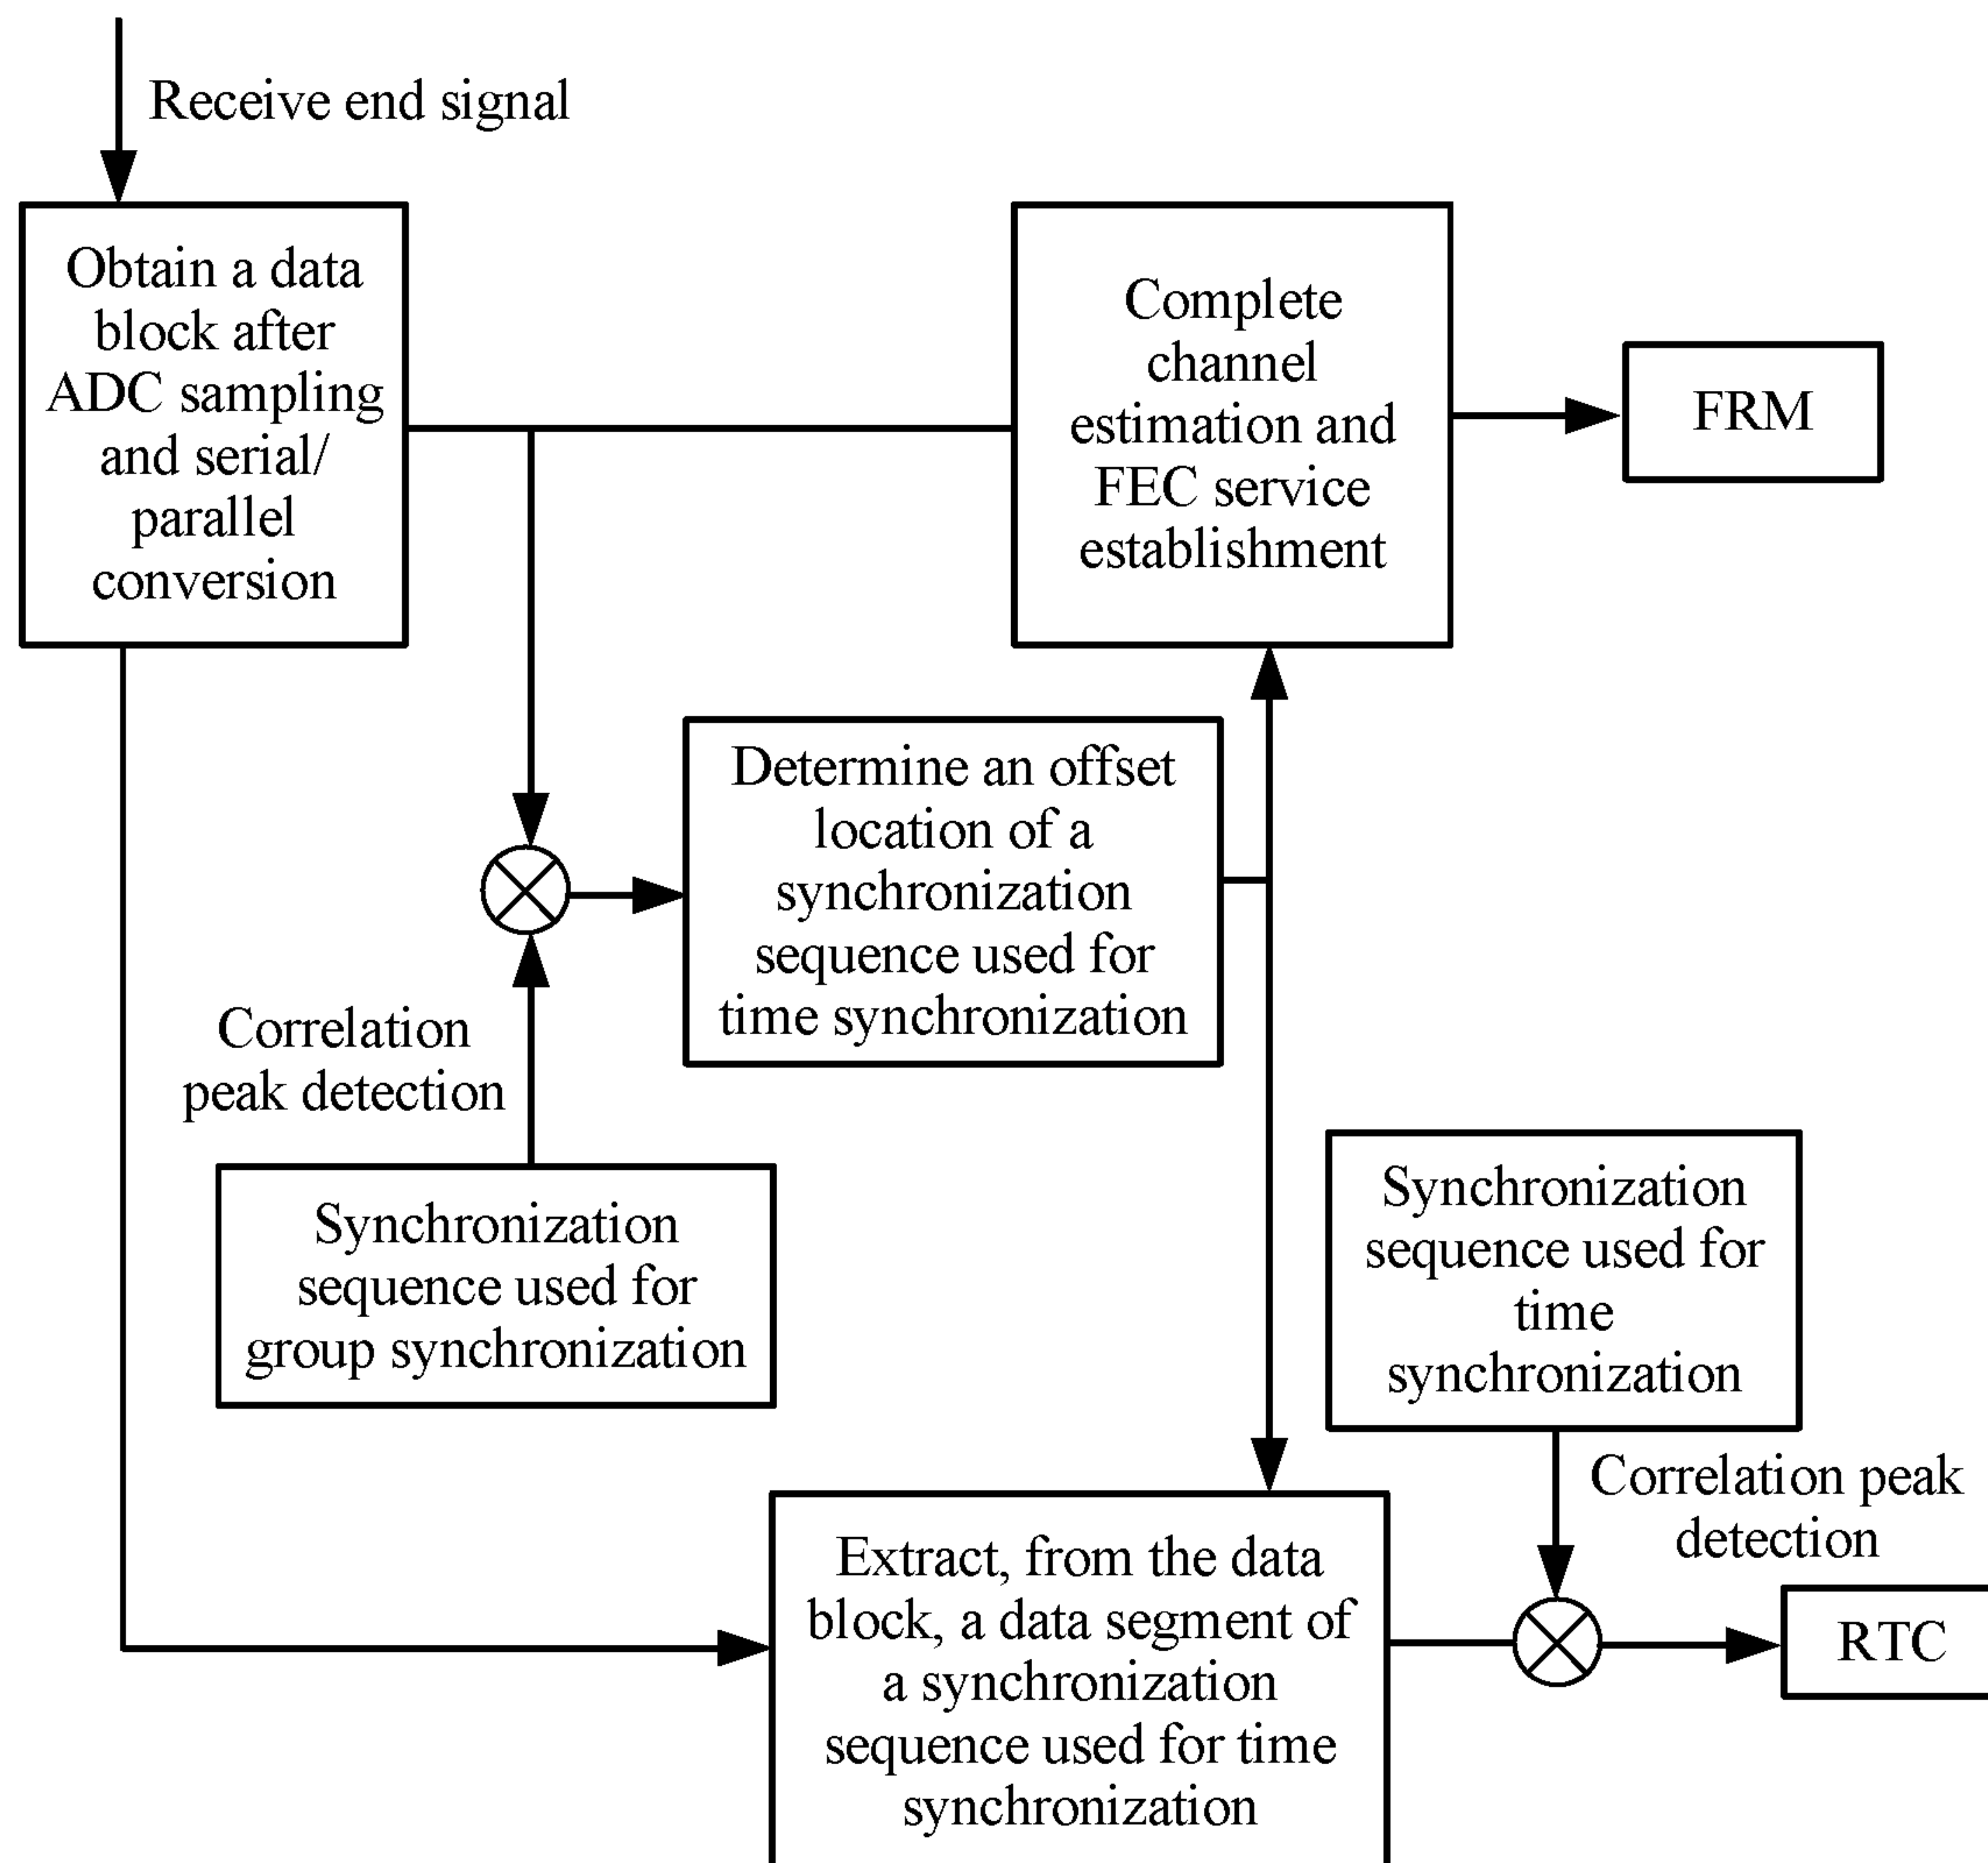 Receive end signal
Obtain a data
block after
ADC sampling
and serial/
parallel
conversion
Complete
channel
estimation and
FEC service
establishment
FRM
Determine an offset
location of a
synchronization
sequence used for
time synchronization
Correlation
peak detection
Synchronization
sequence used for
group synchronization
Synchronization
sequence used for
time
synchronization
Correlation peak
detection
Extract, from the data
block, a data segment of
a synchronization
sequence used for time
synchronization
RTC